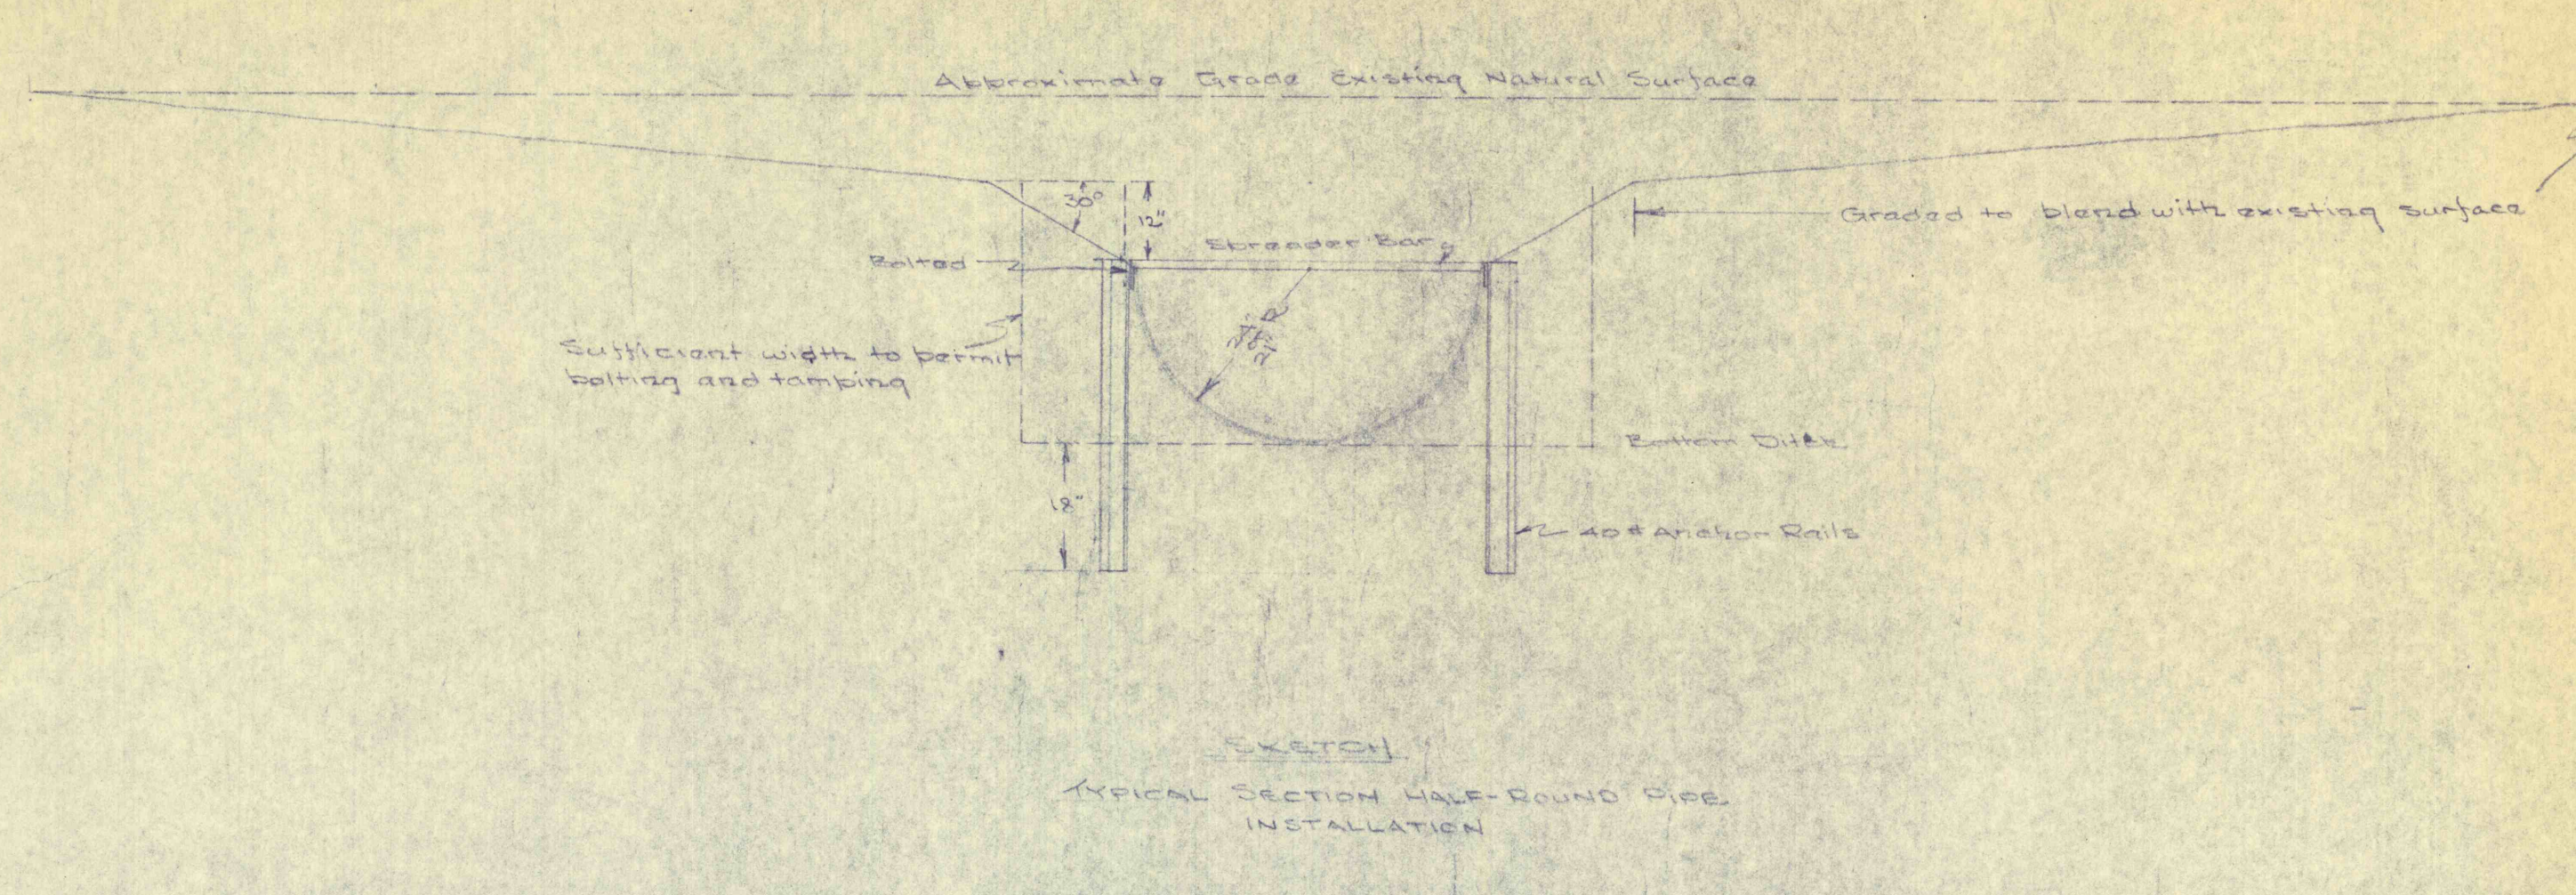 Approximate Grade Existing Natural Surface
30°
12"
Graded to blend with existing surface
Spreader Bar
Bolted
Sufficient width to permit
bolting and tamping
Bottom Ditch
18"
40# Anchor Rails
SKETCH
TYPICAL SECTION HALF-ROUND PIPE
INSTALLATION